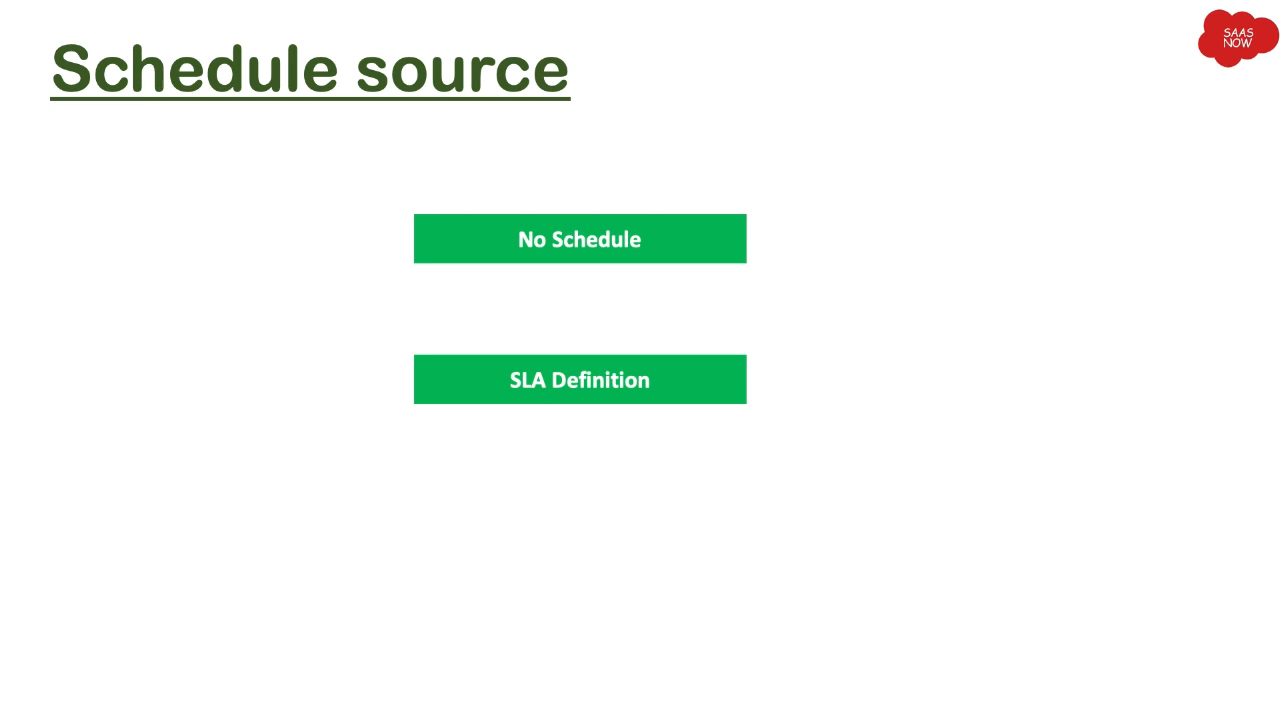 Schedule source
SAAS
NOW
No Schedule
SLA Definition